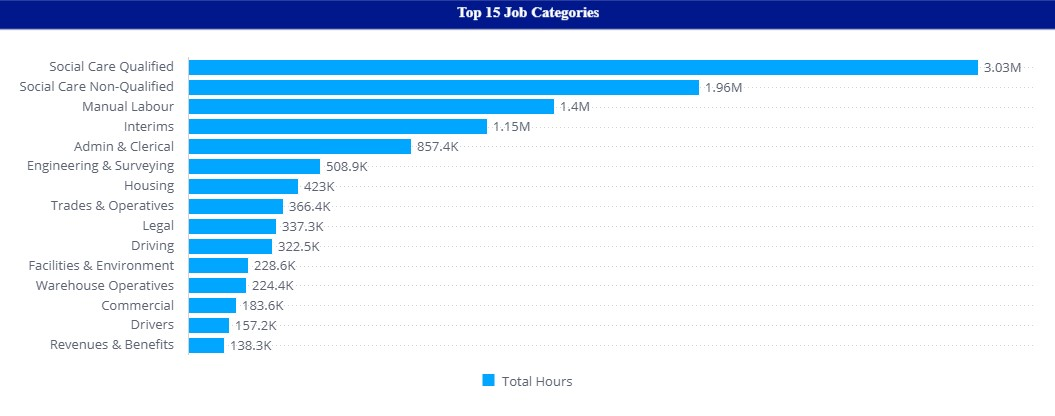 Top 15 Job Categories
Social Care Qualified 3.03M
Social Care Non-Qualified 1.96M
Manual Labour 1.4M
Interims 1.15M
Admin & Clerical 857.4K
Engineering & Surveying 508.9K
Housing 423K
Trades & Operatives 366.4K
Legal 337.3K
Driving 322.5K
Facilities & Environment 228.6K
Warehouse Operatives 224.4K
Commercial 183.6K
Drivers 157.2K
Revenues & Benefits 138.3K
Total Hours